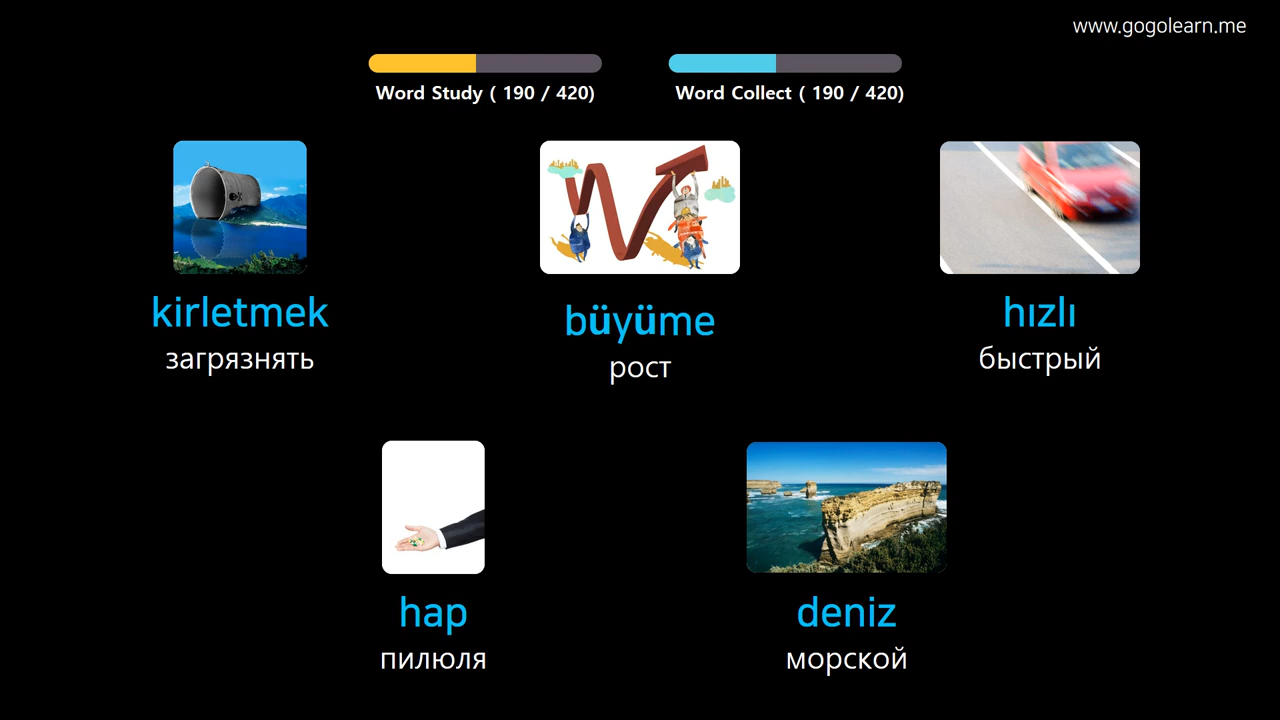 www.gogolearn.me
Word Study ( 190 / 420)
Word Collect ( 190 / 420)
kirletmek
загрязнять
büyüme
рост
hızlı
быстрый
hap
пилюля
deniz
морской